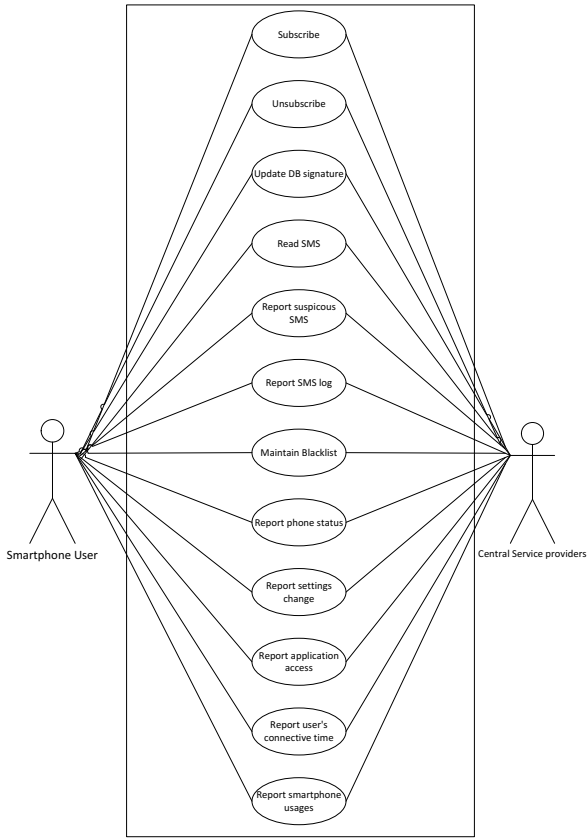 Subscribe
Unsubscribe
Update DB signature
Read SMS
Report suspicous
SMS
Report SMS log
Maintain Blacklist
Report phone status
Smartphone User
Central Service providers
Report settings
change
Report application
access
Report user's
connective time
Report smartphone
usages